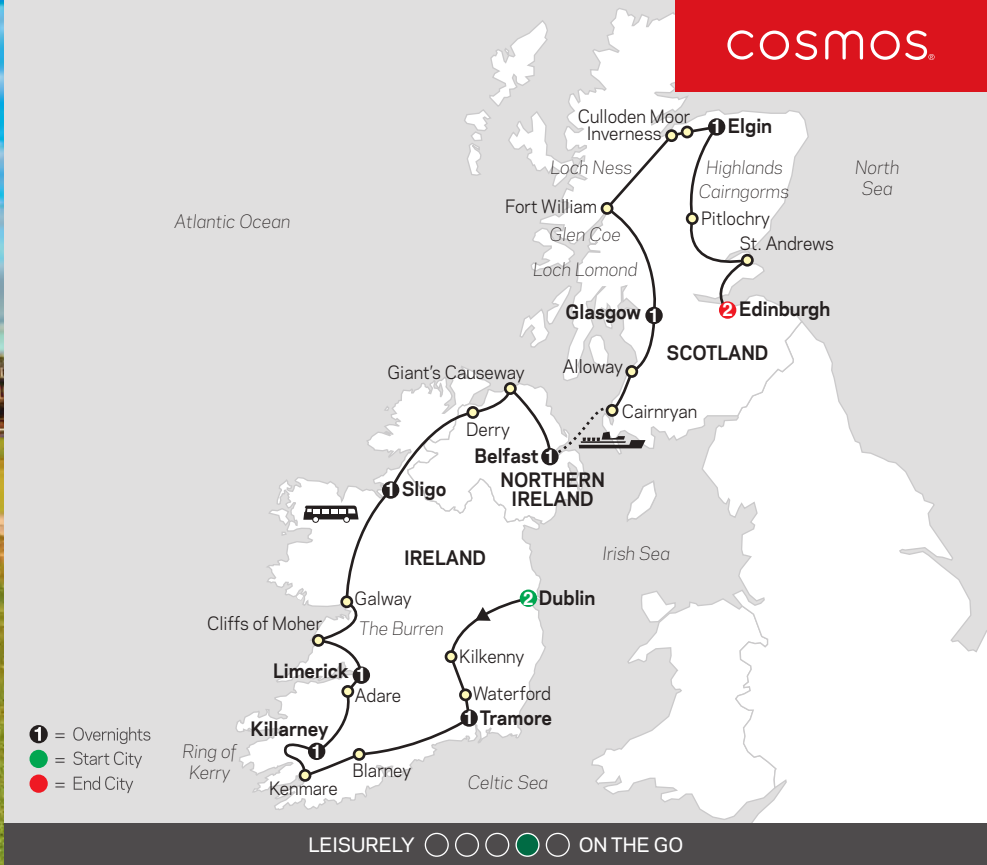 COSMOS®
Culloden Moor
Inverness
1 Elgin
Loch Ness
Highlands
Cairngorms
North
Sea
Fort William
Atlantic Ocean
Pitlochry
Glen Coe
St. Andrews
Loch Lomond
Glasgow 1
2 Edinburgh
SCOTLAND
Giant's Causeway
Alloway
Cairnryan
Derry
Belfast 1
NORTHERN
IRELAND
1 Sligo
IRELAND
Irish Sea
2 Dublin
Galway
Cliffs of Moher
The Burren
Kilkenny
Limerick 1
Adare
Waterford
1 Tramore
Killarney
1
Ring of
Kerry
Blarney
Kenmare
Celtic Sea
1 = Overnights
= Start City
= End City
LEISURELY ON THE GO